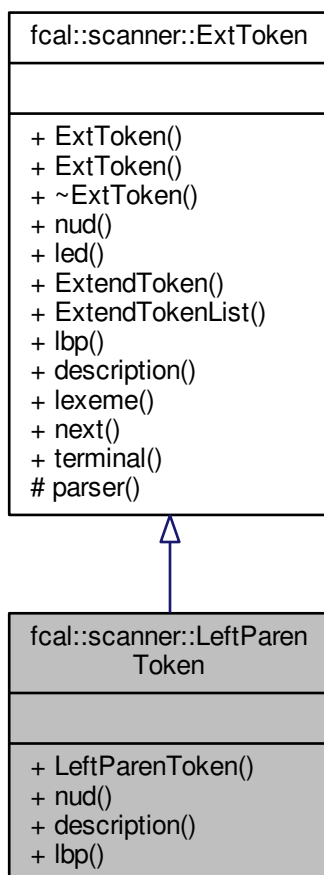 fcal::scanner::ExtToken
+ ExtToken()
+ ExtToken()
+ ~ExtToken()
+ nud()
+ led()
+ ExtendToken()
+ ExtendTokenList()
+ lbp()
+ description()
+ lexeme()
+ next()
+ terminal()
# parser()
fcal::scanner::LeftParen
Token
+ LeftParenToken()
+ nud()
+ description()
+ lbp()